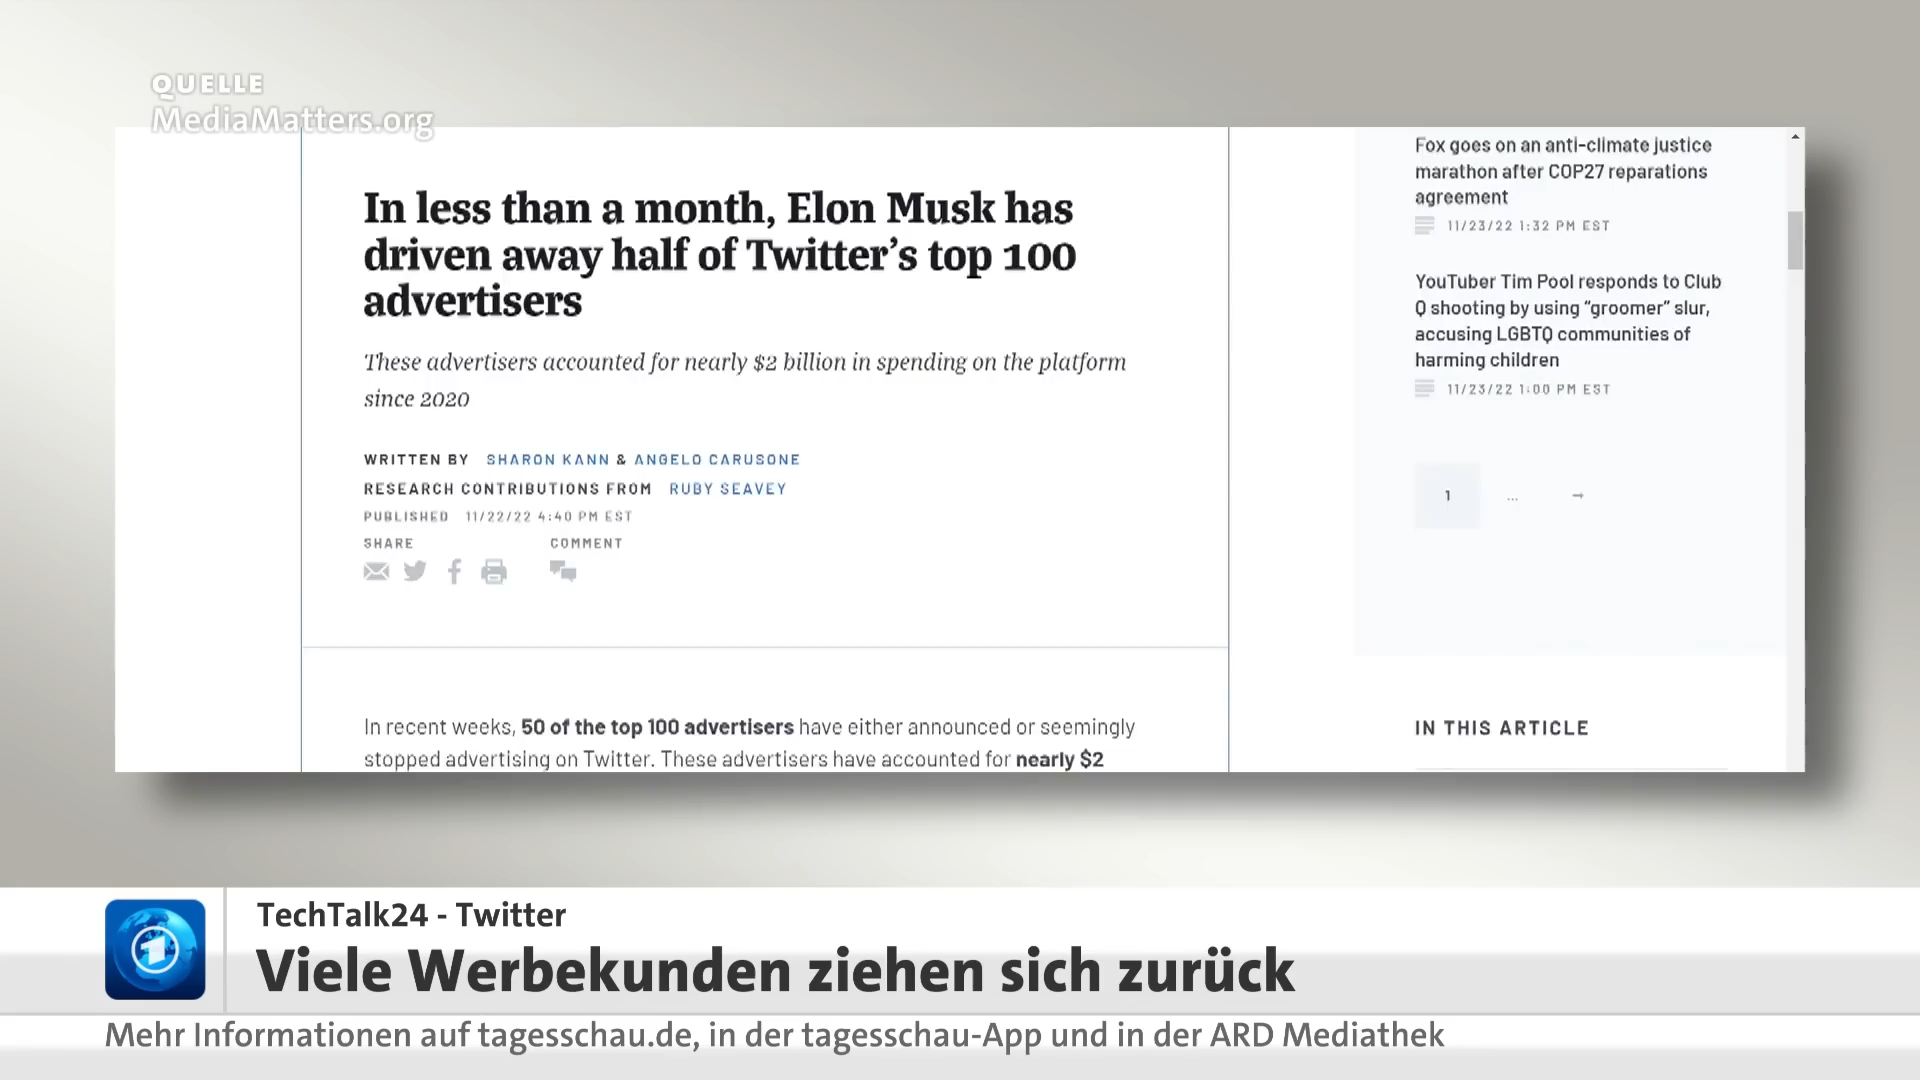 QUELLE
MediaMatters.org
In less than a month, Elon Musk has
driven away half of Twitter’s top 100
advertisers
These advertisers accounted for nearly $2 billion in spending on the platform
since 2020
WRITTEN BY SHARON KANN & ANGELO CARUSONE
RESEARCH CONTRIBUTIONS FROM RUBY SEAVEY
PUBLISHED 11/22/22 4:40 PM EST
SHARE COMMENT
In recent weeks, 50 of the top 100 advertisers have either announced or seemingly
stopped advertising on Twitter. These advertisers have accounted for nearly $2
Fox goes on an anti-climate justice
marathon after COP27 reparations
agreement
11/23/22 1:32 PM EST
YouTuber Tim Pool responds to Club
Q shooting by using “groomer” slur,
accusing LGBTQ communities of
harming children
11/23/22 1:00 PM EST
1 ... →
IN THIS ARTICLE
1
TechTalk24 - Twitter
Viele Werbekunden ziehen sich zurück
Mehr Informationen auf tagesschau.de, in der tagesschau-App und in der ARD Mediathek